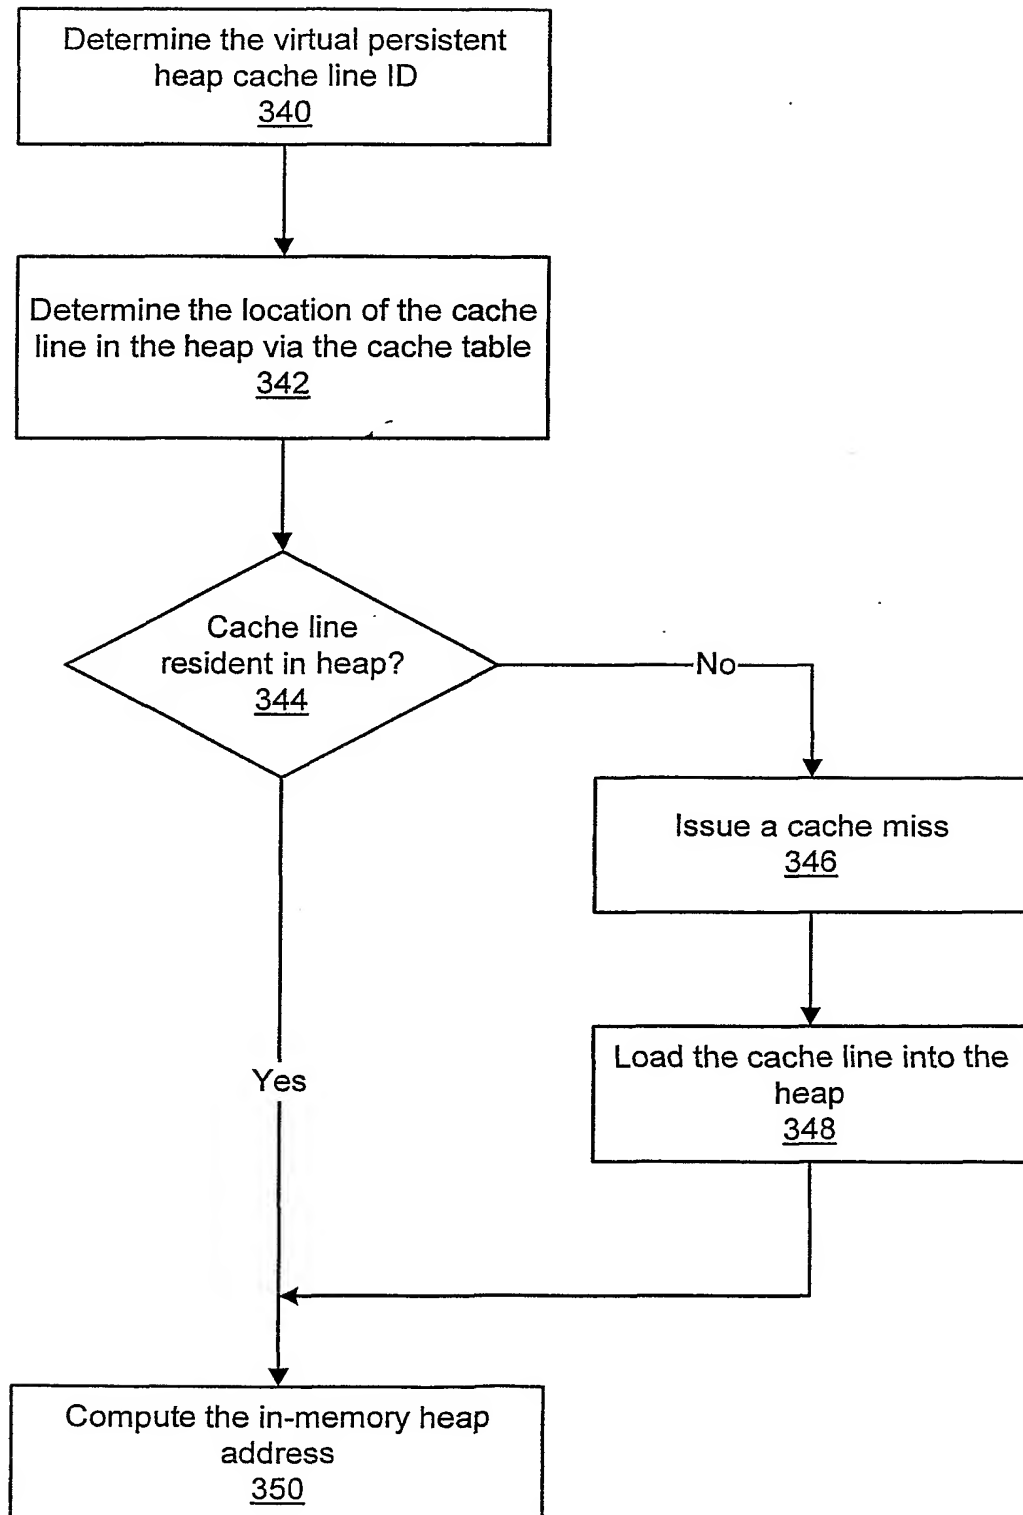 Determine the virtual persistent
heap cache line ID
340
Determine the location of the cache
line in the heap via the cache table
342
Cache line
resident in heap?
344
No
Issue a cache miss
346
Load the cache line into the
heap
348
Yes
Compute the in-memory heap
address
350